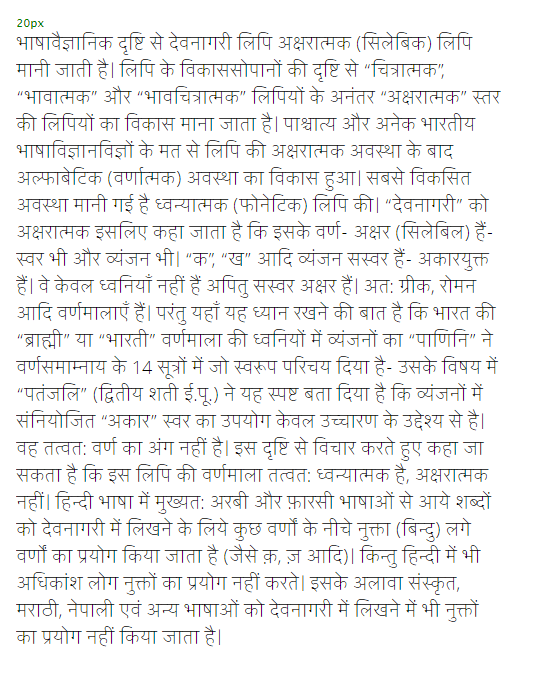 20px
भाषावैज्ञानिक दृष्टि से देवनागरी लिपि अक्षरात्मक (सिलेबिक) लिपि
मानी जाती है। लिपि के विकाससोपानों की दृष्टि से “चित्रात्मक”,
“भावात्मक” और “भावचित्रात्मक” लिपियों के अनंतर “अक्षरात्मक” स्तर
की लिपियों का विकास माना जाता है। पाश्चात्य और अनेक भारतीय
भाषाविज्ञानविज्ञों के मत से लिपि की अक्षरात्मक अवस्था के बाद
अल्फाबेटिक (वर्णात्मक) अवस्था का विकास हुआ। सबसे विकसित
अवस्था मानी गई है ध्वन्यात्मक (फोनेटिक) लिपि की। “देवनागरी” को
अक्षरात्मक इसलिए कहा जाता है कि इसके वर्ण- अक्षर (सिलेबिल) हैं-
स्वर भी और व्यंजन भी। “क”, “ख” आदि व्यंजन सस्वर हैं- अकारयुक्त
हैं। वे केवल ध्वनियाँ नहीं हैं अपितु सस्वर अक्षर हैं। अत: ग्रीक, रोमन
आदि वर्णमालाएँ हैं। परंतु यहाँ यह ध्यान रखने की बात है कि भारत की
“ब्राह्मी” या “भारती” वर्णमाला की ध्वनियों में व्यंजनों का “पाणिनि” ने
वर्णसमाम्नाय के 14 सूत्रों में जो स्वरूप परिचय दिया है- उसके विषय में
“पतंजलि” (द्वितीय शती ई.पू.) ने यह स्पष्ट बता दिया है कि व्यंजनों में
संनियोजित “अकार” स्वर का उपयोग केवल उच्चारण के उद्देश्य से है।
वह तत्वत: वर्ण का अंग नहीं है। इस दृष्टि से विचार करते हुए कहा जा
सकता है कि इस लिपि की वर्णमाला तत्वत: ध्वन्यात्मक है, अक्षरात्मक
नहीं। हिन्दी भाषा में मुख्यत: अरबी और फ़ारसी भाषाओं से आये शब्दों
को देवनागरी में लिखने के लिये कुछ वर्णों के नीचे नुक्ता (बिन्दु) लगे
वर्णों का प्रयोग किया जाता है (जैसे क़, ज़ आदि)। किन्तु हिन्दी में भी
अधिकांश लोग नुक्तों का प्रयोग नहीं करते। इसके अलावा संस्कृत,
मराठी, नेपाली एवं अन्य भाषाओं को देवनागरी में लिखने में भी नुक्तों
का प्रयोग नहीं किया जाता है।